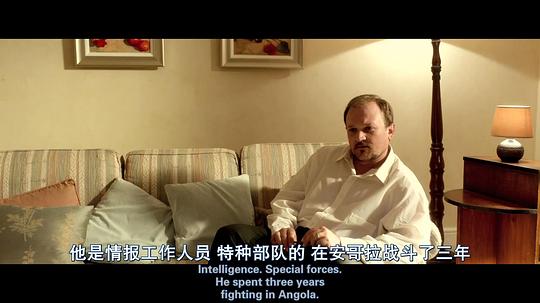 他是情报工作人员 特种部队的 在安哥拉战斗了三年
Intelligence. Special forces.
He spent three years
fighting in Angola.